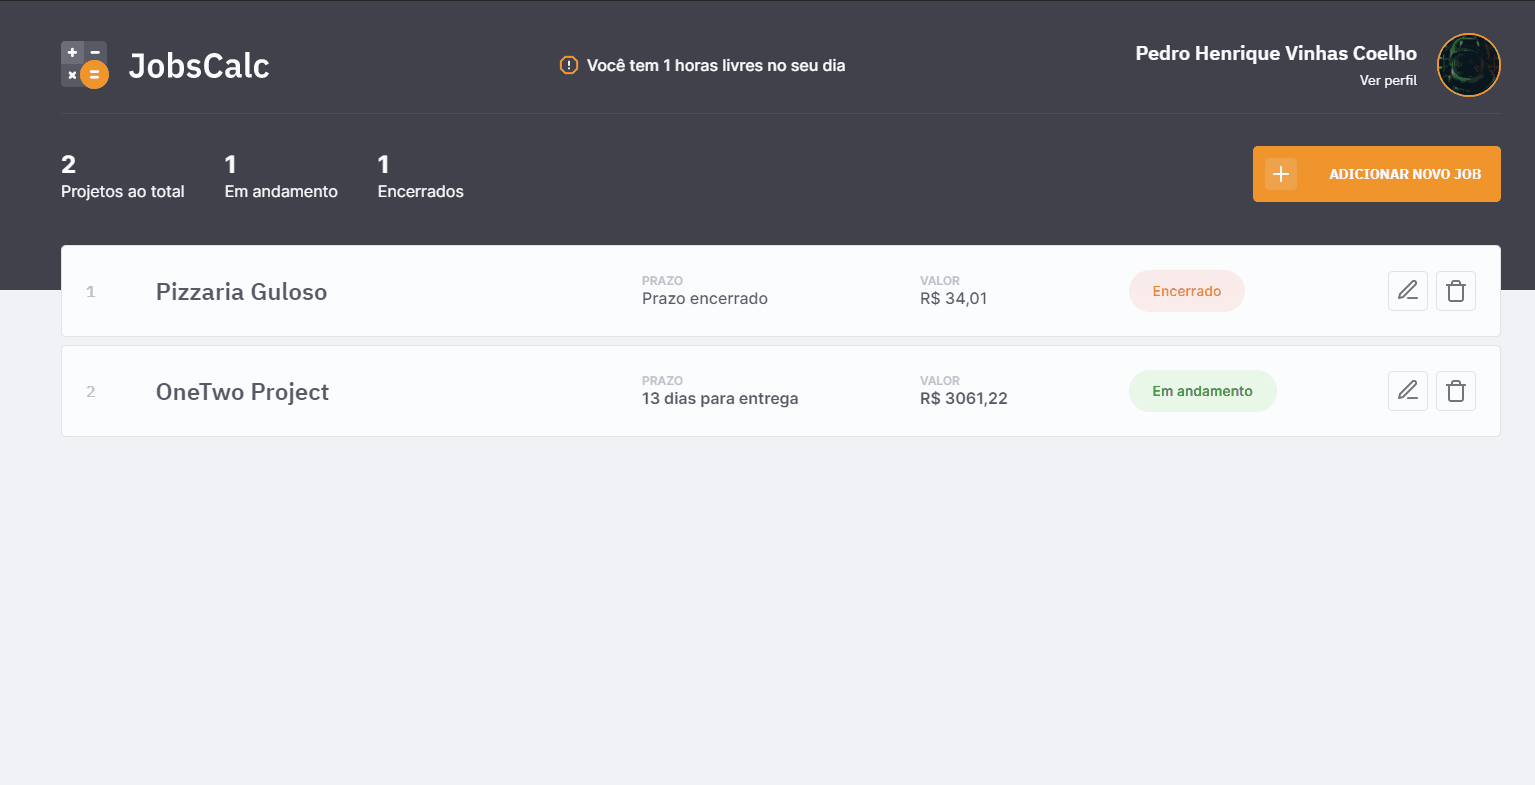 JobsCalc
Você tem 1 horas livres no seu dia
Pedro Henrique Vinhas Coelho
Ver perfil
2
Projetos ao total
1
Em andamento
1
Encerrados
ADICIONAR NOVO JOB
1
Pizzaria Guloso
PRAZO
Prazo encerrado
VALOR
R$ 34,01
Encerrado
2
OneTwo Project
PRAZO
13 dias para entrega
VALOR
R$ 3061,22
Em andamento